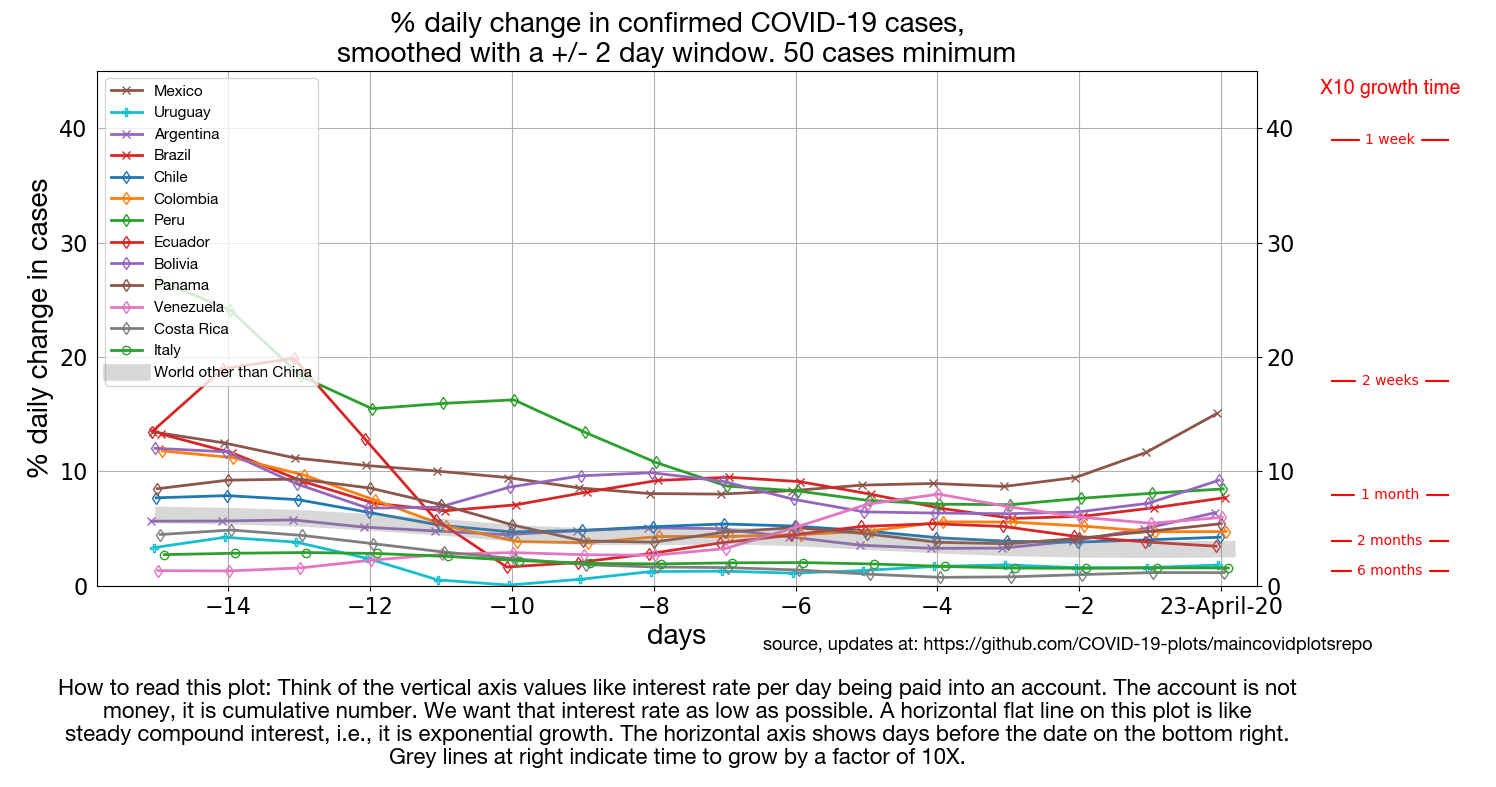 % daily change in confirmed COVID-19 cases,
smoothed with a +/- 2 day window. 50 cases minimum
% daily change in cases
40
30
20
10
0
Mexico
Uruguay
Argentina
Brazil
Chile
Colombia
Peru
Ecuador
Bolivia
Panama
Venezuela
Costa Rica
Italy
World other than China
40
30
20
10
0
X10 growth time
1 week
2 weeks
1 month
2 months
6 months
−14 −12 −10 −8 −6 −4 −2 23-April-20
days
source, updates at: https://github.com/COVID-19-plots/maincovidplotsrepo
How to read this plot: Think of the vertical axis values like interest rate per day being paid into an account. The account is not
money, it is cumulative number. We want that interest rate as low as possible. A horizontal flat line on this plot is like
steady compound interest, i.e., it is exponential growth. The horizontal axis shows days before the date on the bottom right.
Grey lines at right indicate time to grow by a factor of 10X.